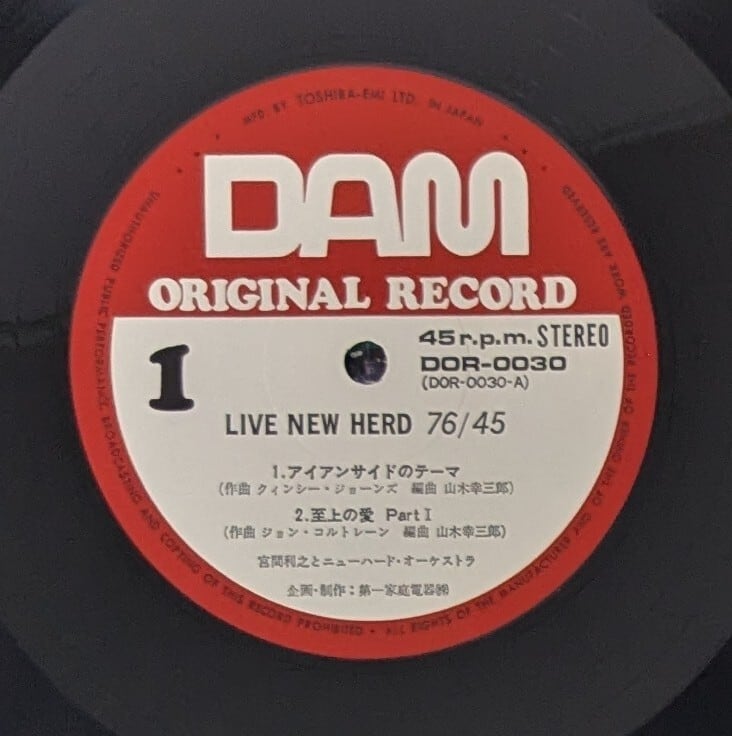 MFD. BY TOSHIBA-EMI LTD. IN JAPAN
DAM
ORIGINAL RECORD
1
45 r.p.m. STEREO
DOR-0030
(DOR-0030-A)
LIVE NEW HERD 76/45
1.アイアンサイドのテーマ
(作曲 クィンシー・ジョーンズ 編曲 山木幸三郎)
2.至上の愛 Part I
(作曲 ジョン・コルトレーン 編曲 山木幸三郎)
宮間利之とニューハード・オーケストラ
企画・制作：第一家庭電器㈱
UNAUTHORIZED PUBLIC PERFORMANCE, BROADCASTING AND COPYING OF THIS RECORD PROHIBITED • ALL RIGHTS OF THE MANUFACTURER AND OF THE OWNER OF THE RECORDED WORK ARE RESERVED